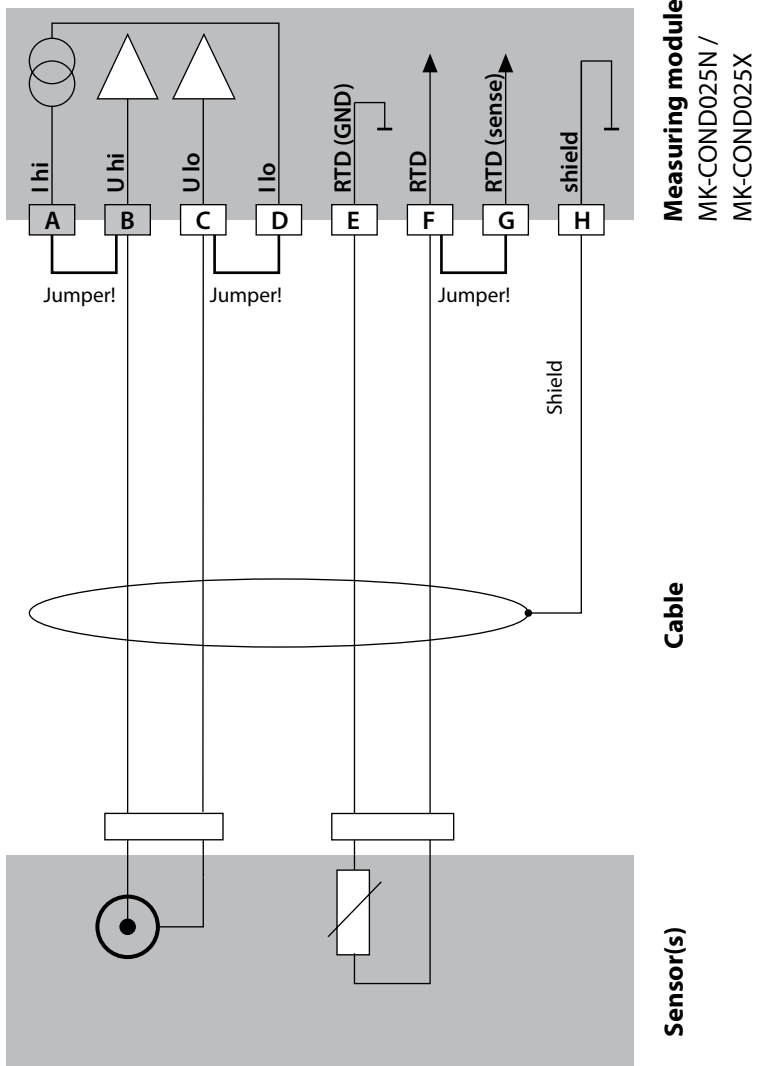 I hi
U hi
U lo
I lo
RTD (GND)
RTD
RTD (sense)
shield
A
B
C
D
E
F
G
H
Jumper!
Jumper!
Jumper!
Shield
Measuring module
MK-COND025N /
MK-COND025X
Cable
Sensor(s)